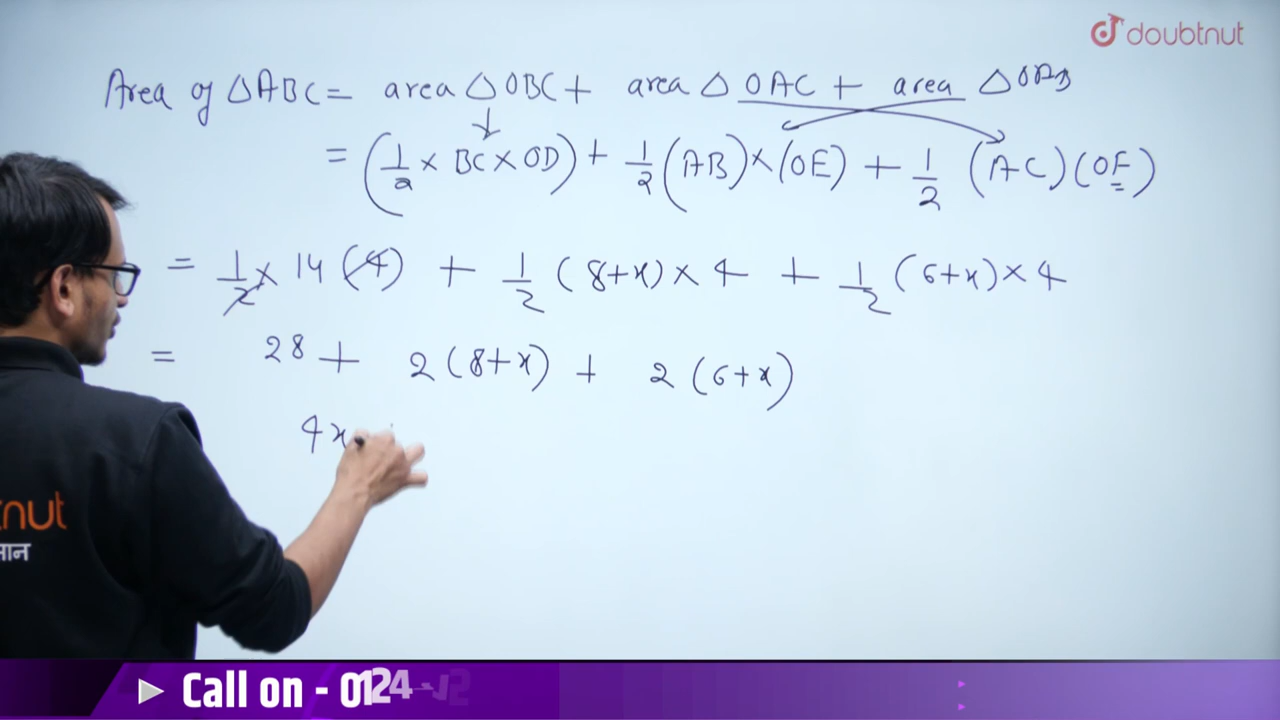 doubtnut
Area of △ABC = area △OBC + area △ OAC + area △OAB
= (1/2 × BC × OD) + 1/2 (AB) × (OE) + 1/2 (AC)(OF)
= 1/2 × 14 (4) + 1/2 (8+x) × 4 + 1/2 (6+x) × 4
= 28 + 2 (8+x) + 2 (6+x)
4x
nut
Call on - 0124